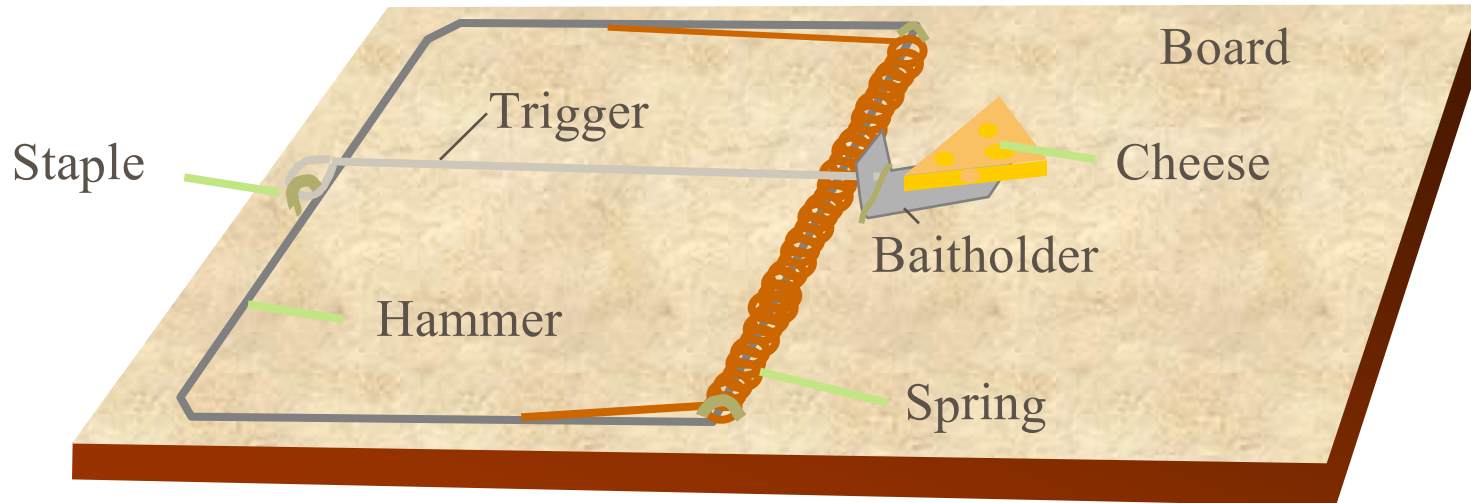 Board
Trigger
Staple
Cheese
Baitholder
Hammer
Spring